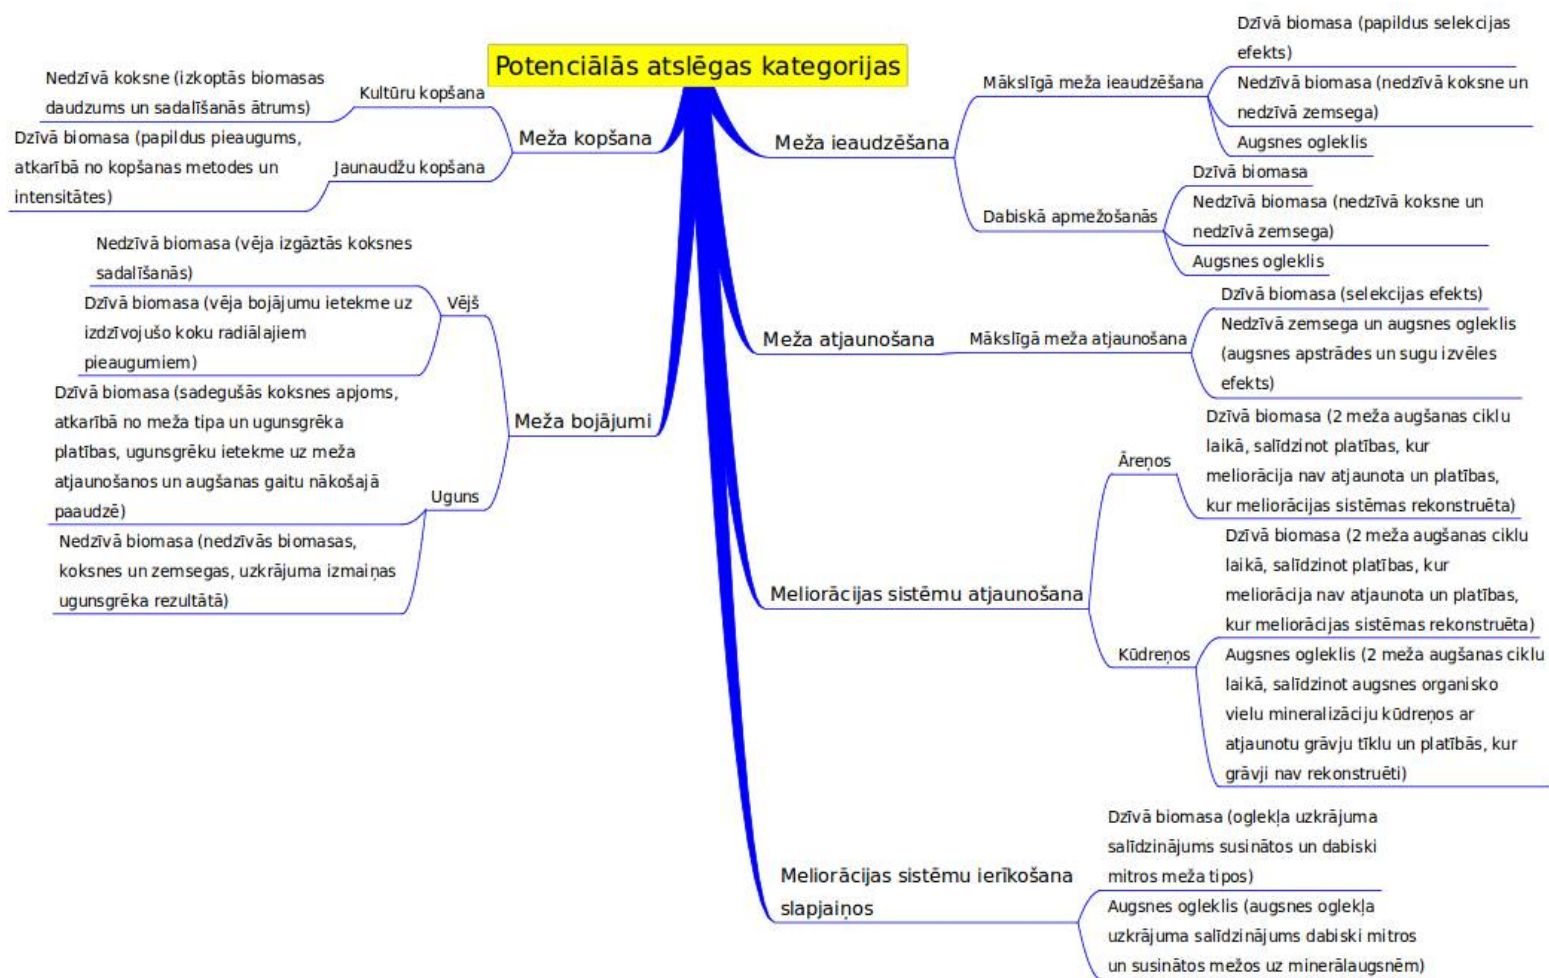 Potenciālās atslēgas kategorijas
Meža kopšana
Kultūru kopšana
Nedzīvā koksne (izkoptās biomasas
daudzums un sadalīšanās ātrums)
Jaunaudžu kopšana
Dzīvā biomasa (papildus pieaugums,
atkarībā no kopšanas metodes un
intensitātes)
Meža bojājumi
Vējš
Nedzīvā biomasa (vēja izgāztās koksnes
sadalīšanās)
Dzīvā biomasa (vēja bojājumu ietekme uz
izdzīvojušo koku radiālajiem
pieaugumiem)
Uguns
Dzīvā biomasa (sadegušās koksnes apjoms,
atkarībā no meža tipa un ugunsgrēka
platības, ugunsgrēku ietekme uz meža
atjaunošanos un augšanas gaitu nākošajā
paaudzē)
Nedzīvā biomasa (nedzīvās biomasas,
koksnes un zemsegas, uzkrājuma izmaiņas
ugunsgrēka rezultātā)
Meža ieaudzēšana
Mākslīgā meža ieaudzēšana
Dzīvā biomasa (papildus selekcijas
efekts)
Nedzīvā biomasa (nedzīvā koksne un
nedzīvā zemsega)
Augsnes ogleklis
Dabiskā apmežošanās
Dzīvā biomasa
Nedzīvā biomasa (nedzīvā koksne un
nedzīvā zemsega)
Augsnes ogleklis
Meža atjaunošana
Mākslīgā meža atjaunošana
Dzīvā biomasa (selekcijas efekts)
Nedzīvā zemsega un augsnes ogleklis
(augsnes apstrādes un sugu izvēles
efekts)
Meliorācijas sistēmu atjaunošana
Āreņos
Dzīvā biomasa (2 meža augšanas ciklu
laikā, salīdzinot platības, kur
meliorācija nav atjaunota un platības,
kur meliorācijas sistēmas rekonstruēta)
Kūdreņos
Dzīvā biomasa (2 meža augšanas ciklu
laikā, salīdzinot platības, kur
meliorācija nav atjaunota un platības,
kur meliorācijas sistēmas rekonstruēta)
Augsnes ogleklis (2 meža augšanas ciklu
laikā, salīdzinot augsnes organisko
vielu mineralizāciju kūdreņos ar
atjaunotu grāvju tīklu un platībās, kur
grāvji nav rekonstruēti)
Meliorācijas sistēmu ierīkošana
slapjaiņos
Dzīvā biomasa (oglekļa uzkrājuma
salīdzinājums susinātos un dabiski
mitros meža tipos)
Augsnes ogleklis (augsnes oglekļa
uzkrājuma salīdzinājums dabiski mitros
un susinātos mežos uz minerālaugsnēm)